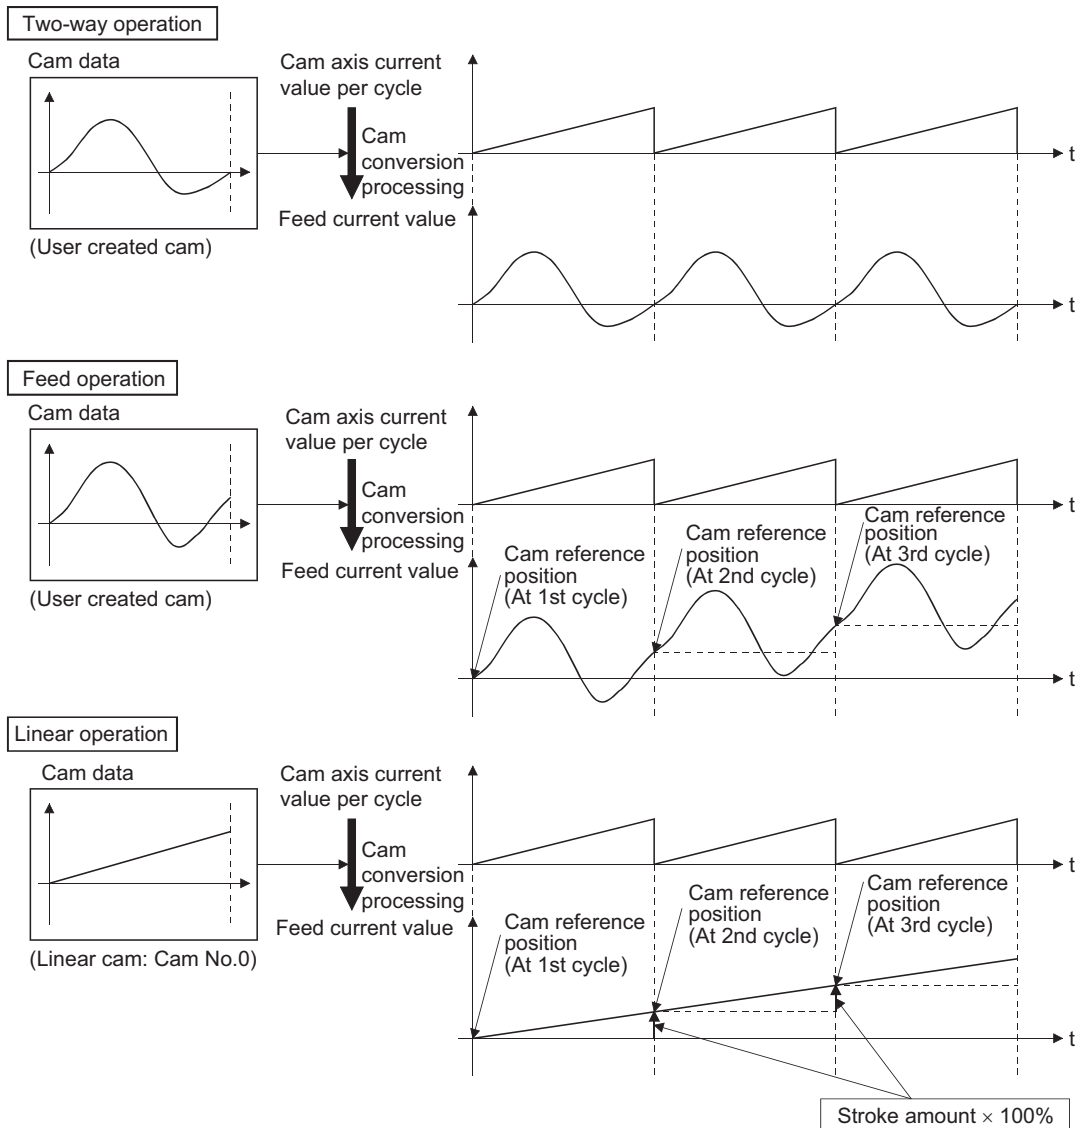 Two-way operation
Cam data
(User created cam)
Cam axis current
value per cycle
Cam
conversion
processing
Feed current value
t
t
Feed operation
Cam data
(User created cam)
Cam axis current
value per cycle
Cam
conversion
processing
Feed current value
t
Cam reference
position
(At 1st cycle)
Cam reference
position
(At 2nd cycle)
Cam reference
position
(At 3rd cycle)
t
Linear operation
Cam data
(Linear cam: Cam No.0)
Cam axis current
value per cycle
Cam
conversion
processing
Feed current value
t
Cam reference
position
(At 1st cycle)
Cam reference
position
(At 2nd cycle)
Cam reference
position
(At 3rd cycle)
t
Stroke amount × 100%